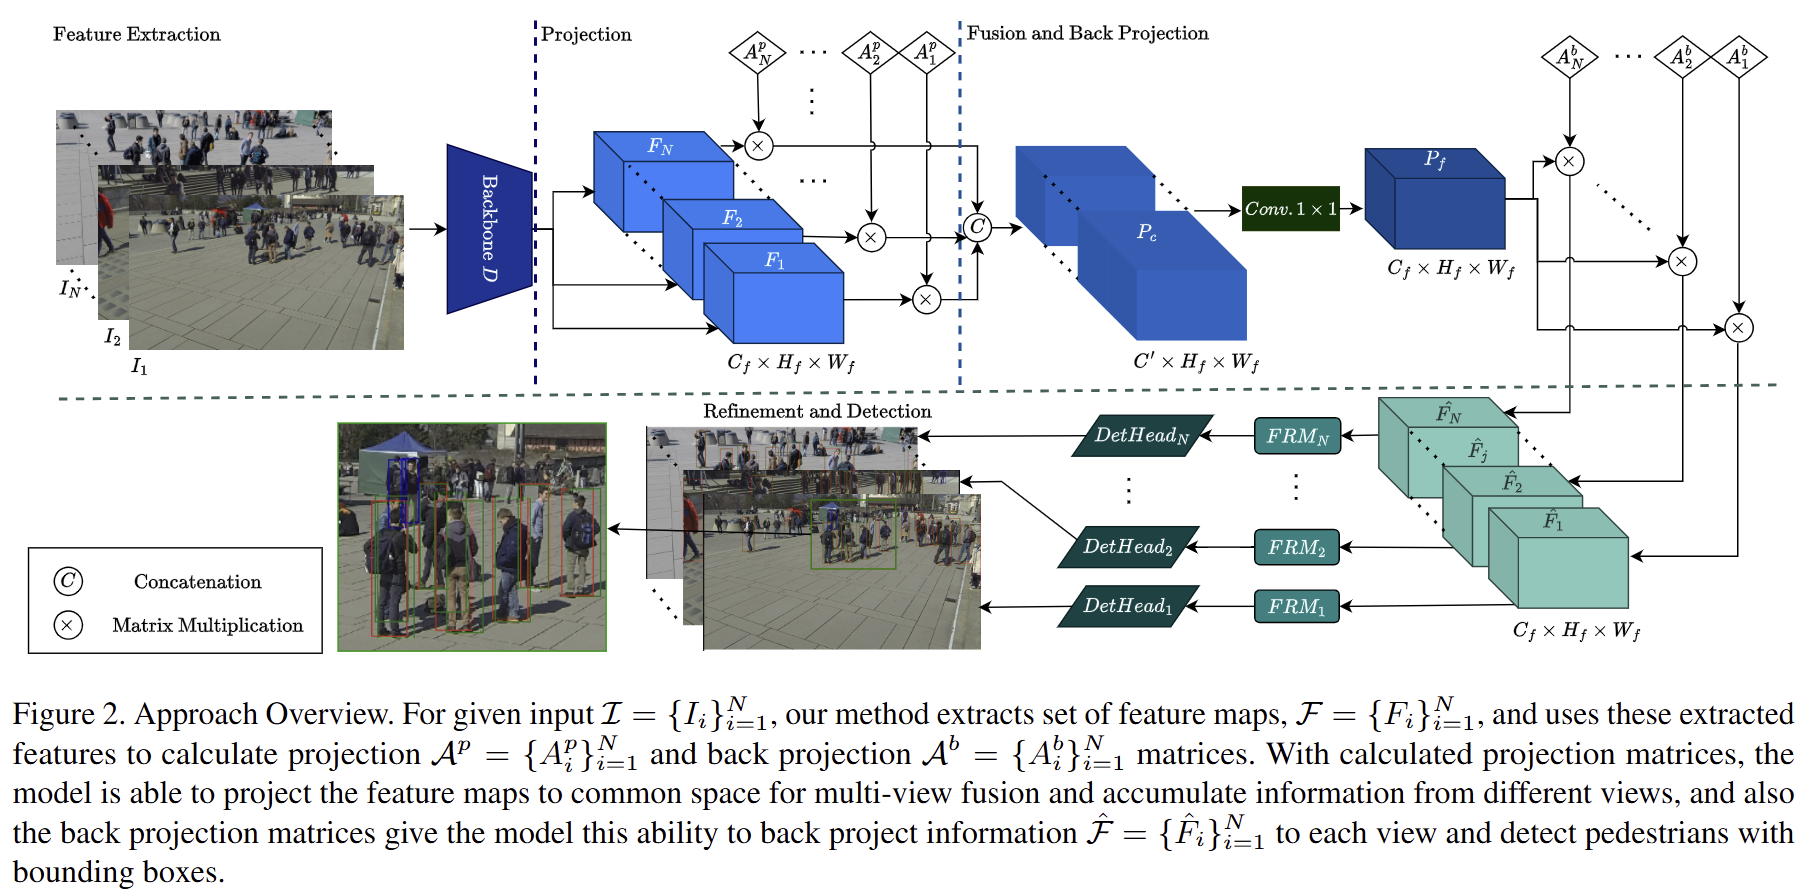 Feature Extraction
Projection
Fusion and Back Projection
$A_N^p$ ··· $A_2^p$ $A_1^p$
$A_N^b$ ··· $A_2^b$ $A_1^b$
$I_N$
$I_2$
$I_1$
Backbone $D$
$F_N$
$F_2$
$F_1$
$C_f \times H_f \times W_f$
C
$P_c$
$C' \times H_f \times W_f$
$Conv. 1 \times 1$
$P_f$
$C_f \times H_f \times W_f$
Refinement and Detection
$DetHead_N$
$FRM_N$
$\hat{F_N}$
$\hat{F_j}$
$DetHead_2$
$FRM_2$
$\hat{F_2}$
$DetHead_1$
$FRM_1$
$\hat{F_1}$
$C_f \times H_f \times W_f$
C Concatenation
× Matrix Multiplication
Figure 2. Approach Overview. For given input $\mathcal{I} = \{I_i\}_{i=1}^N$, our method extracts set of feature maps, $\mathcal{F} = \{F_i\}_{i=1}^N$, and uses these extracted
features to calculate projection $\mathcal{A}^p = \{A_i^p\}_{i=1}^N$ and back projection $\mathcal{A}^b = \{A_i^b\}_{i=1}^N$ matrices. With calculated projection matrices, the
model is able to project the feature maps to common space for multi-view fusion and accumulate information from different views, and also
the back projection matrices give the model this ability to back project information $\hat{\mathcal{F}} = \{\hat{F}_i\}_{i=1}^N$ to each view and detect pedestrians with
bounding boxes.